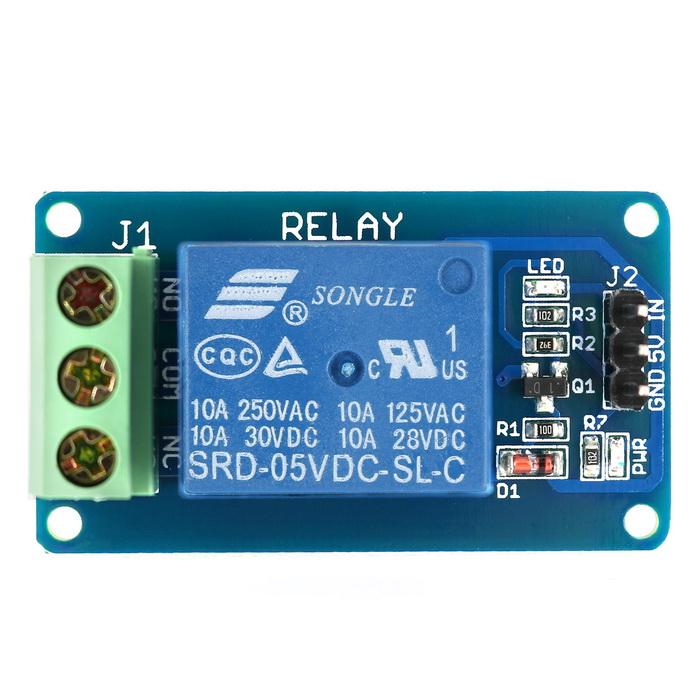 RELAY
J1
NO
COM
NC
SONGLE
®
CQC
c RU US
1
10A 250VAC 10A 125VAC
10A 30VDC 10A 28VDC
SRD-05VDC-SL-C
LED
102 R3
R2
Q1
R1 100
D1
R7
102
PWR
J2
IN
5V
GND